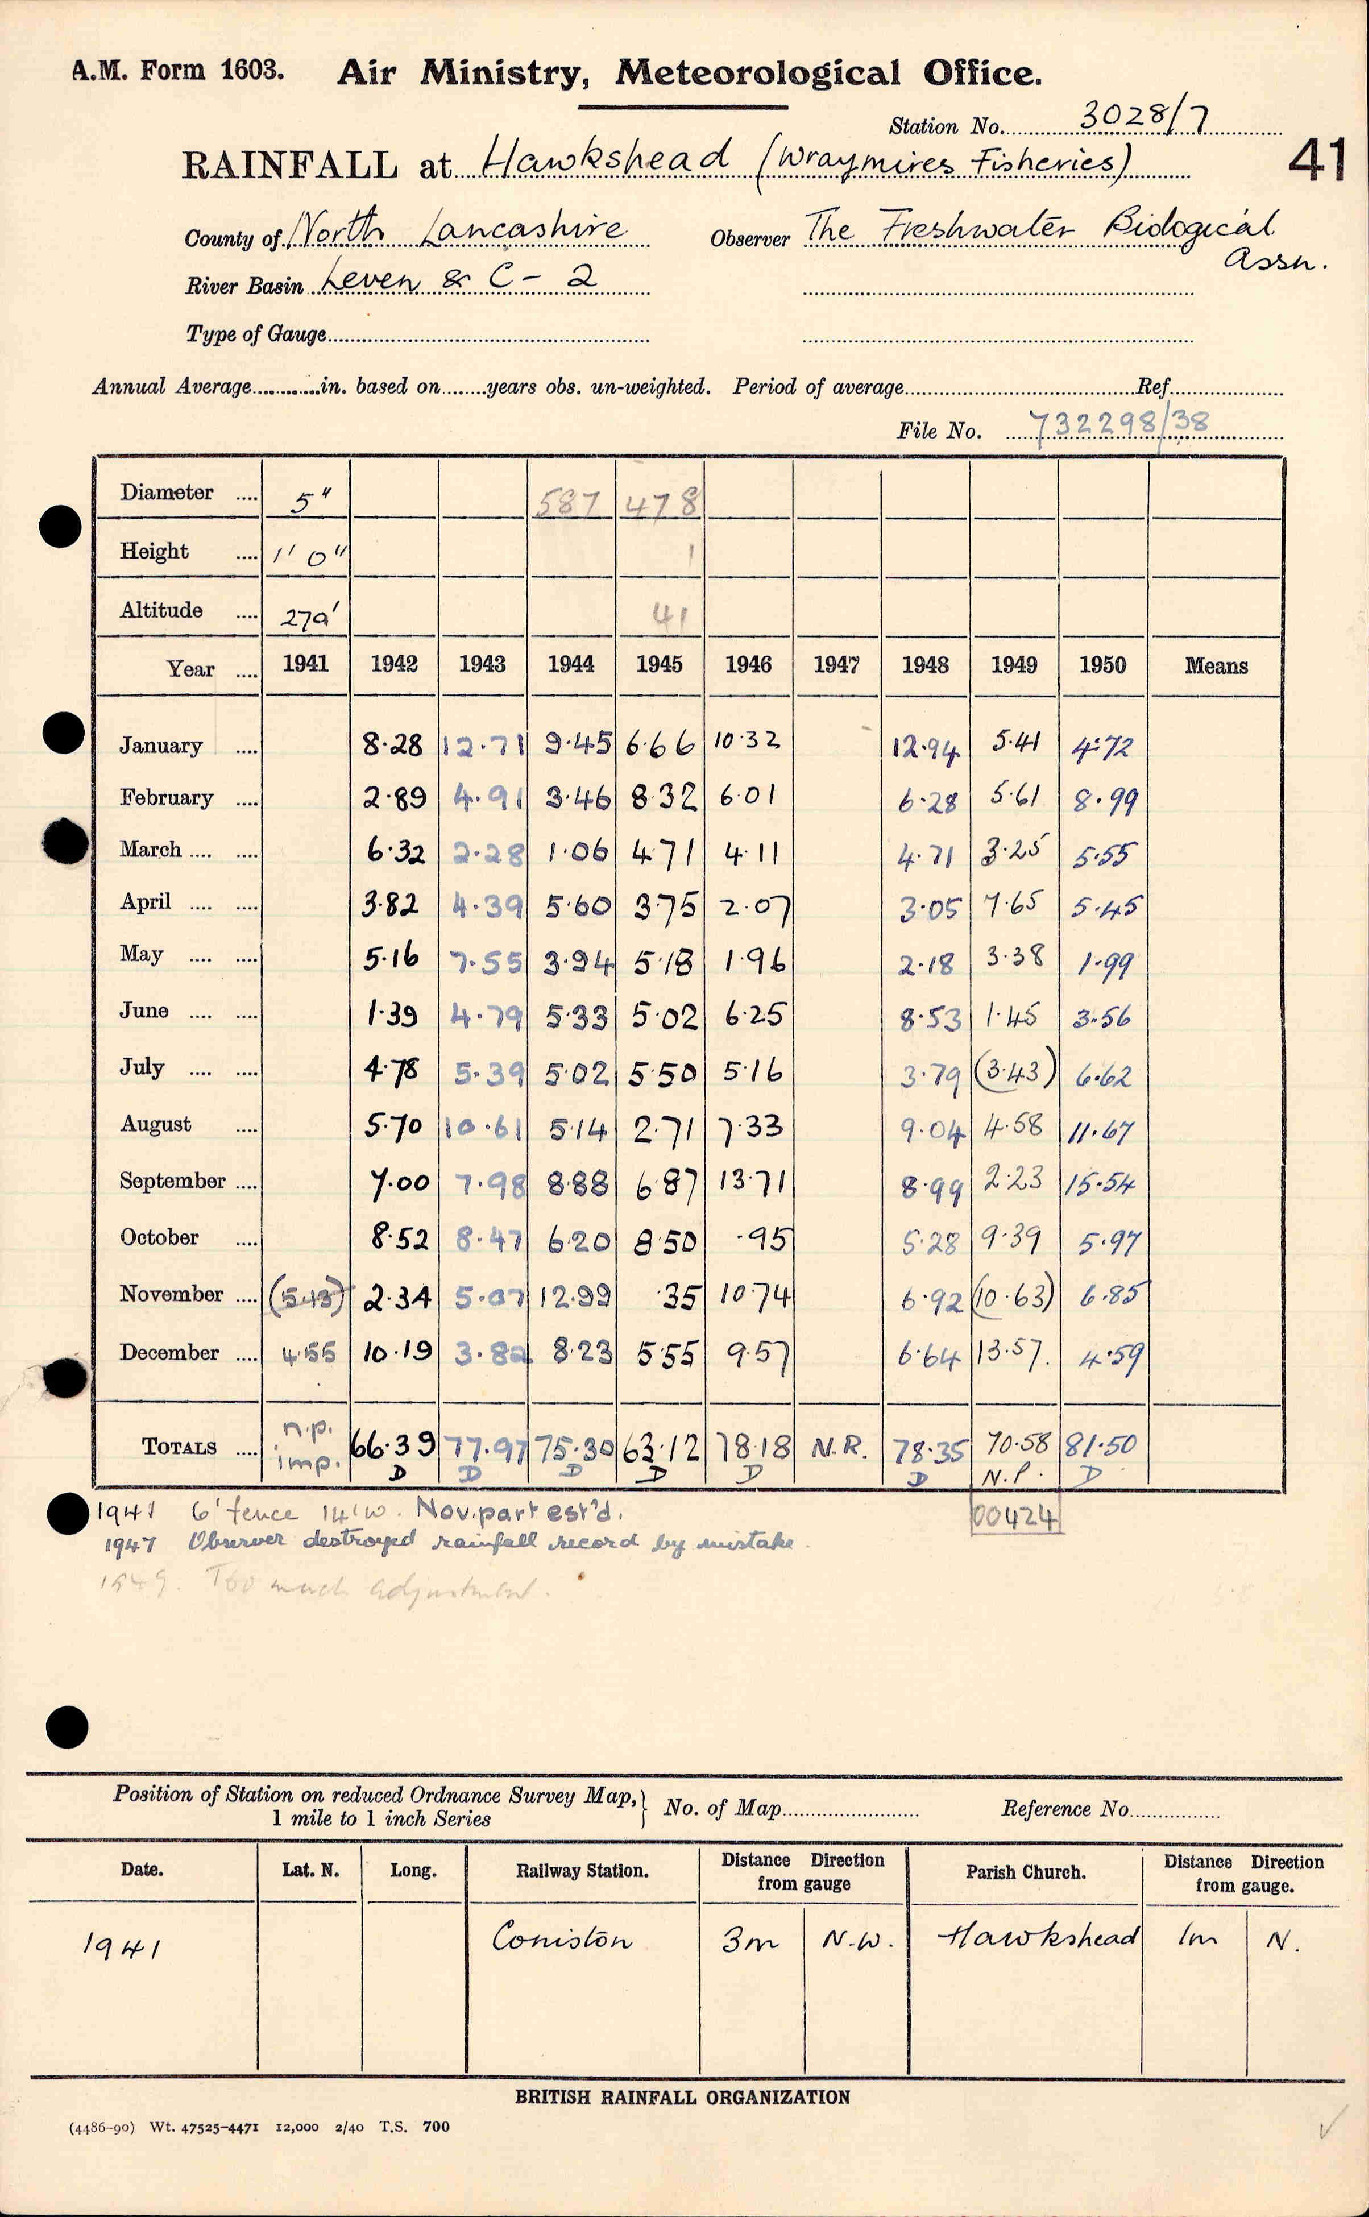 A.M. Form 1603. Air Ministry, Meteorological Office.
Station No. 3028/7
RAINFALL at Hawkshead (Wraymires Fisheries) 41
County of North Lancashire Observer The Freshwater Biological Assn.
River Basin Leven & C - 2
Type of Gauge
Annual Average in. based on years obs. un-weighted. Period of average Ref.
File No. 732298/38
Diameter 5" 587 478
Height 1' 0" 1
Altitude 279' 41
Year 1941 1942 1943 1944 1945 1946 1947 1948 1949 1950 Means
January 8.28 12.71 9.45 6.66 10.32 12.94 5.41 4.72
February 2.89 4.91 3.46 8.32 6.01 6.28 5.61 8.99
March 6.32 2.28 1.06 4.71 4.11 4.71 3.25 5.55
April 3.82 4.39 5.60 3.75 2.07 3.05 7.65 5.45
May 5.16 7.55 3.94 5.18 1.96 2.18 3.38 1.99
June 1.39 4.79 5.33 5.02 6.25 8.53 1.45 3.56
July 4.78 5.39 5.02 5.50 5.16 3.79 (3.43) 6.62
August 5.70 10.61 5.14 2.71 7.33 9.04 4.58 11.67
September 7.00 7.98 8.88 6.87 13.71 8.99 2.23 15.54
October 8.52 8.47 6.20 8.50 .95 5.28 9.39 5.97
November (5.43) 2.34 5.07 12.99 .35 10.74 6.92 (10.63) 6.85
December 4.55 10.19 3.82 8.23 5.55 9.57 6.64 13.57 4.59
TOTALS n.p. imp. 66.39 77.97 75.30 63.12 78.18 N.R. 78.35 70.58 81.50
D D D D D D N.P. D
1941 6' fence 14' W. Nov. part est'd. 00424
1947 Observer destroyed rainfall record by mistake.
1949. Too much adjustment.
Position of Station on reduced Ordnance Survey Map, 1 mile to 1 inch Series } No. of Map Reference No.
Date. Lat. N. Long. Railway Station. Distance Direction from gauge Parish Church. Distance Direction from gauge.
1941 Coniston 3m N.W. Hawkshead 1m N.
BRITISH RAINFALL ORGANIZATION
(4486-90) Wt. 47525-4471 12,000 2/40 T.S. 700